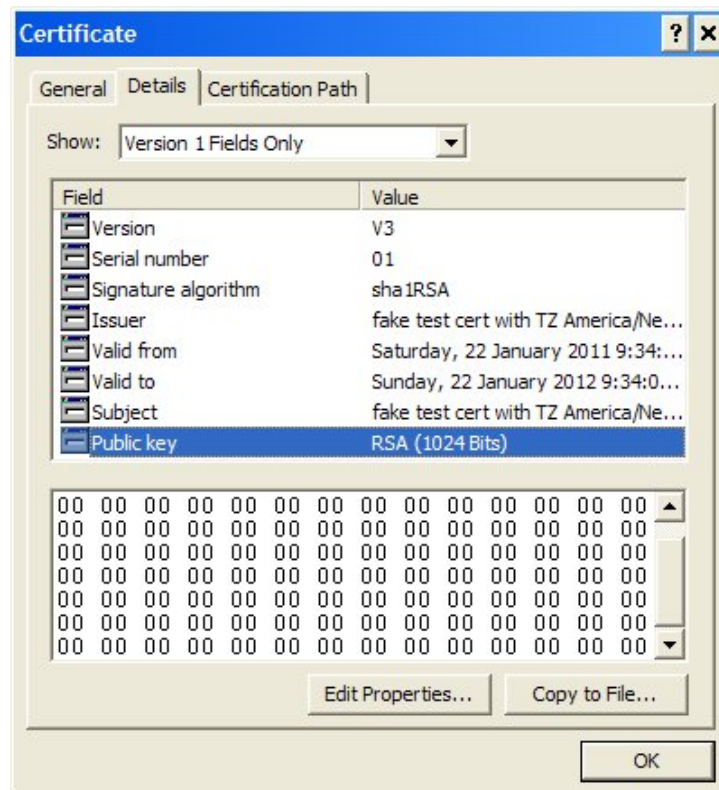 Certificate
General Details Certification Path
Show: Version 1 Fields Only
Field Value
Version V3
Serial number 01
Signature algorithm sha1RSA
Issuer fake test cert with TZ America/Ne...
Valid from Saturday, 22 January 2011 9:34:...
Valid to Sunday, 22 January 2012 9:34:0...
Subject fake test cert with TZ America/Ne...
Public key RSA (1024 Bits)
00 00 00 00 00 00 00 00 00 00 00 00 00 00
00 00 00 00 00 00 00 00 00 00 00 00 00 00
00 00 00 00 00 00 00 00 00 00 00 00 00 00
00 00 00 00 00 00 00 00 00 00 00 00 00 00
00 00 00 00 00 00 00 00 00 00 00 00 00 00
00 00 00 00 00 00 00 00 00 00 00 00 00 00
00 00 00 00 00 00 00 00 00 00 00 00 00 00
Edit Properties... Copy to File...
OK